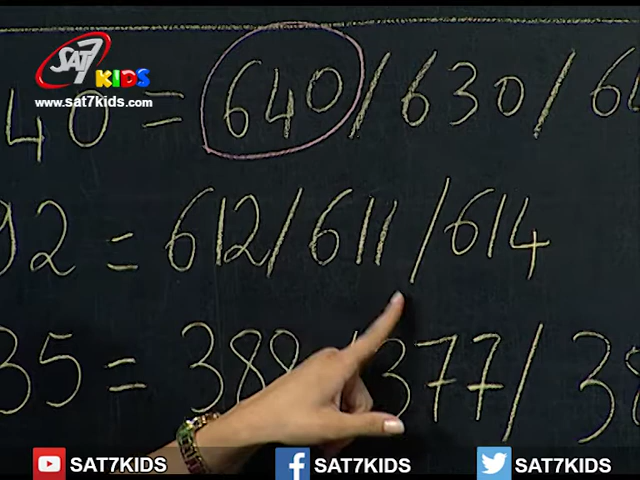 SAT7 KIDS
www.sat7kids.com
40 = 640 / 630 / 6
92 = 612 / 611 / 614
35 = 388 / 377 / 38
SAT7KIDS SAT7KIDS SAT7KIDS